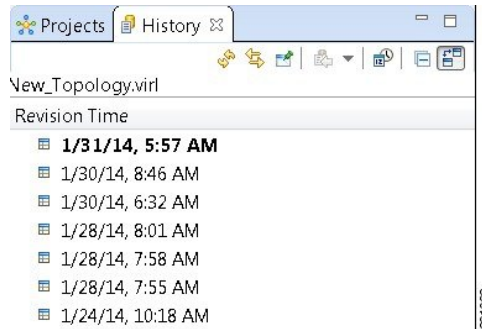 Projects History
New_Topology.virl
Revision Time
1/31/14, 5:57 AM
1/30/14, 8:46 AM
1/30/14, 6:32 AM
1/28/14, 8:01 AM
1/28/14, 7:58 AM
1/28/14, 7:55 AM
1/24/14, 10:18 AM